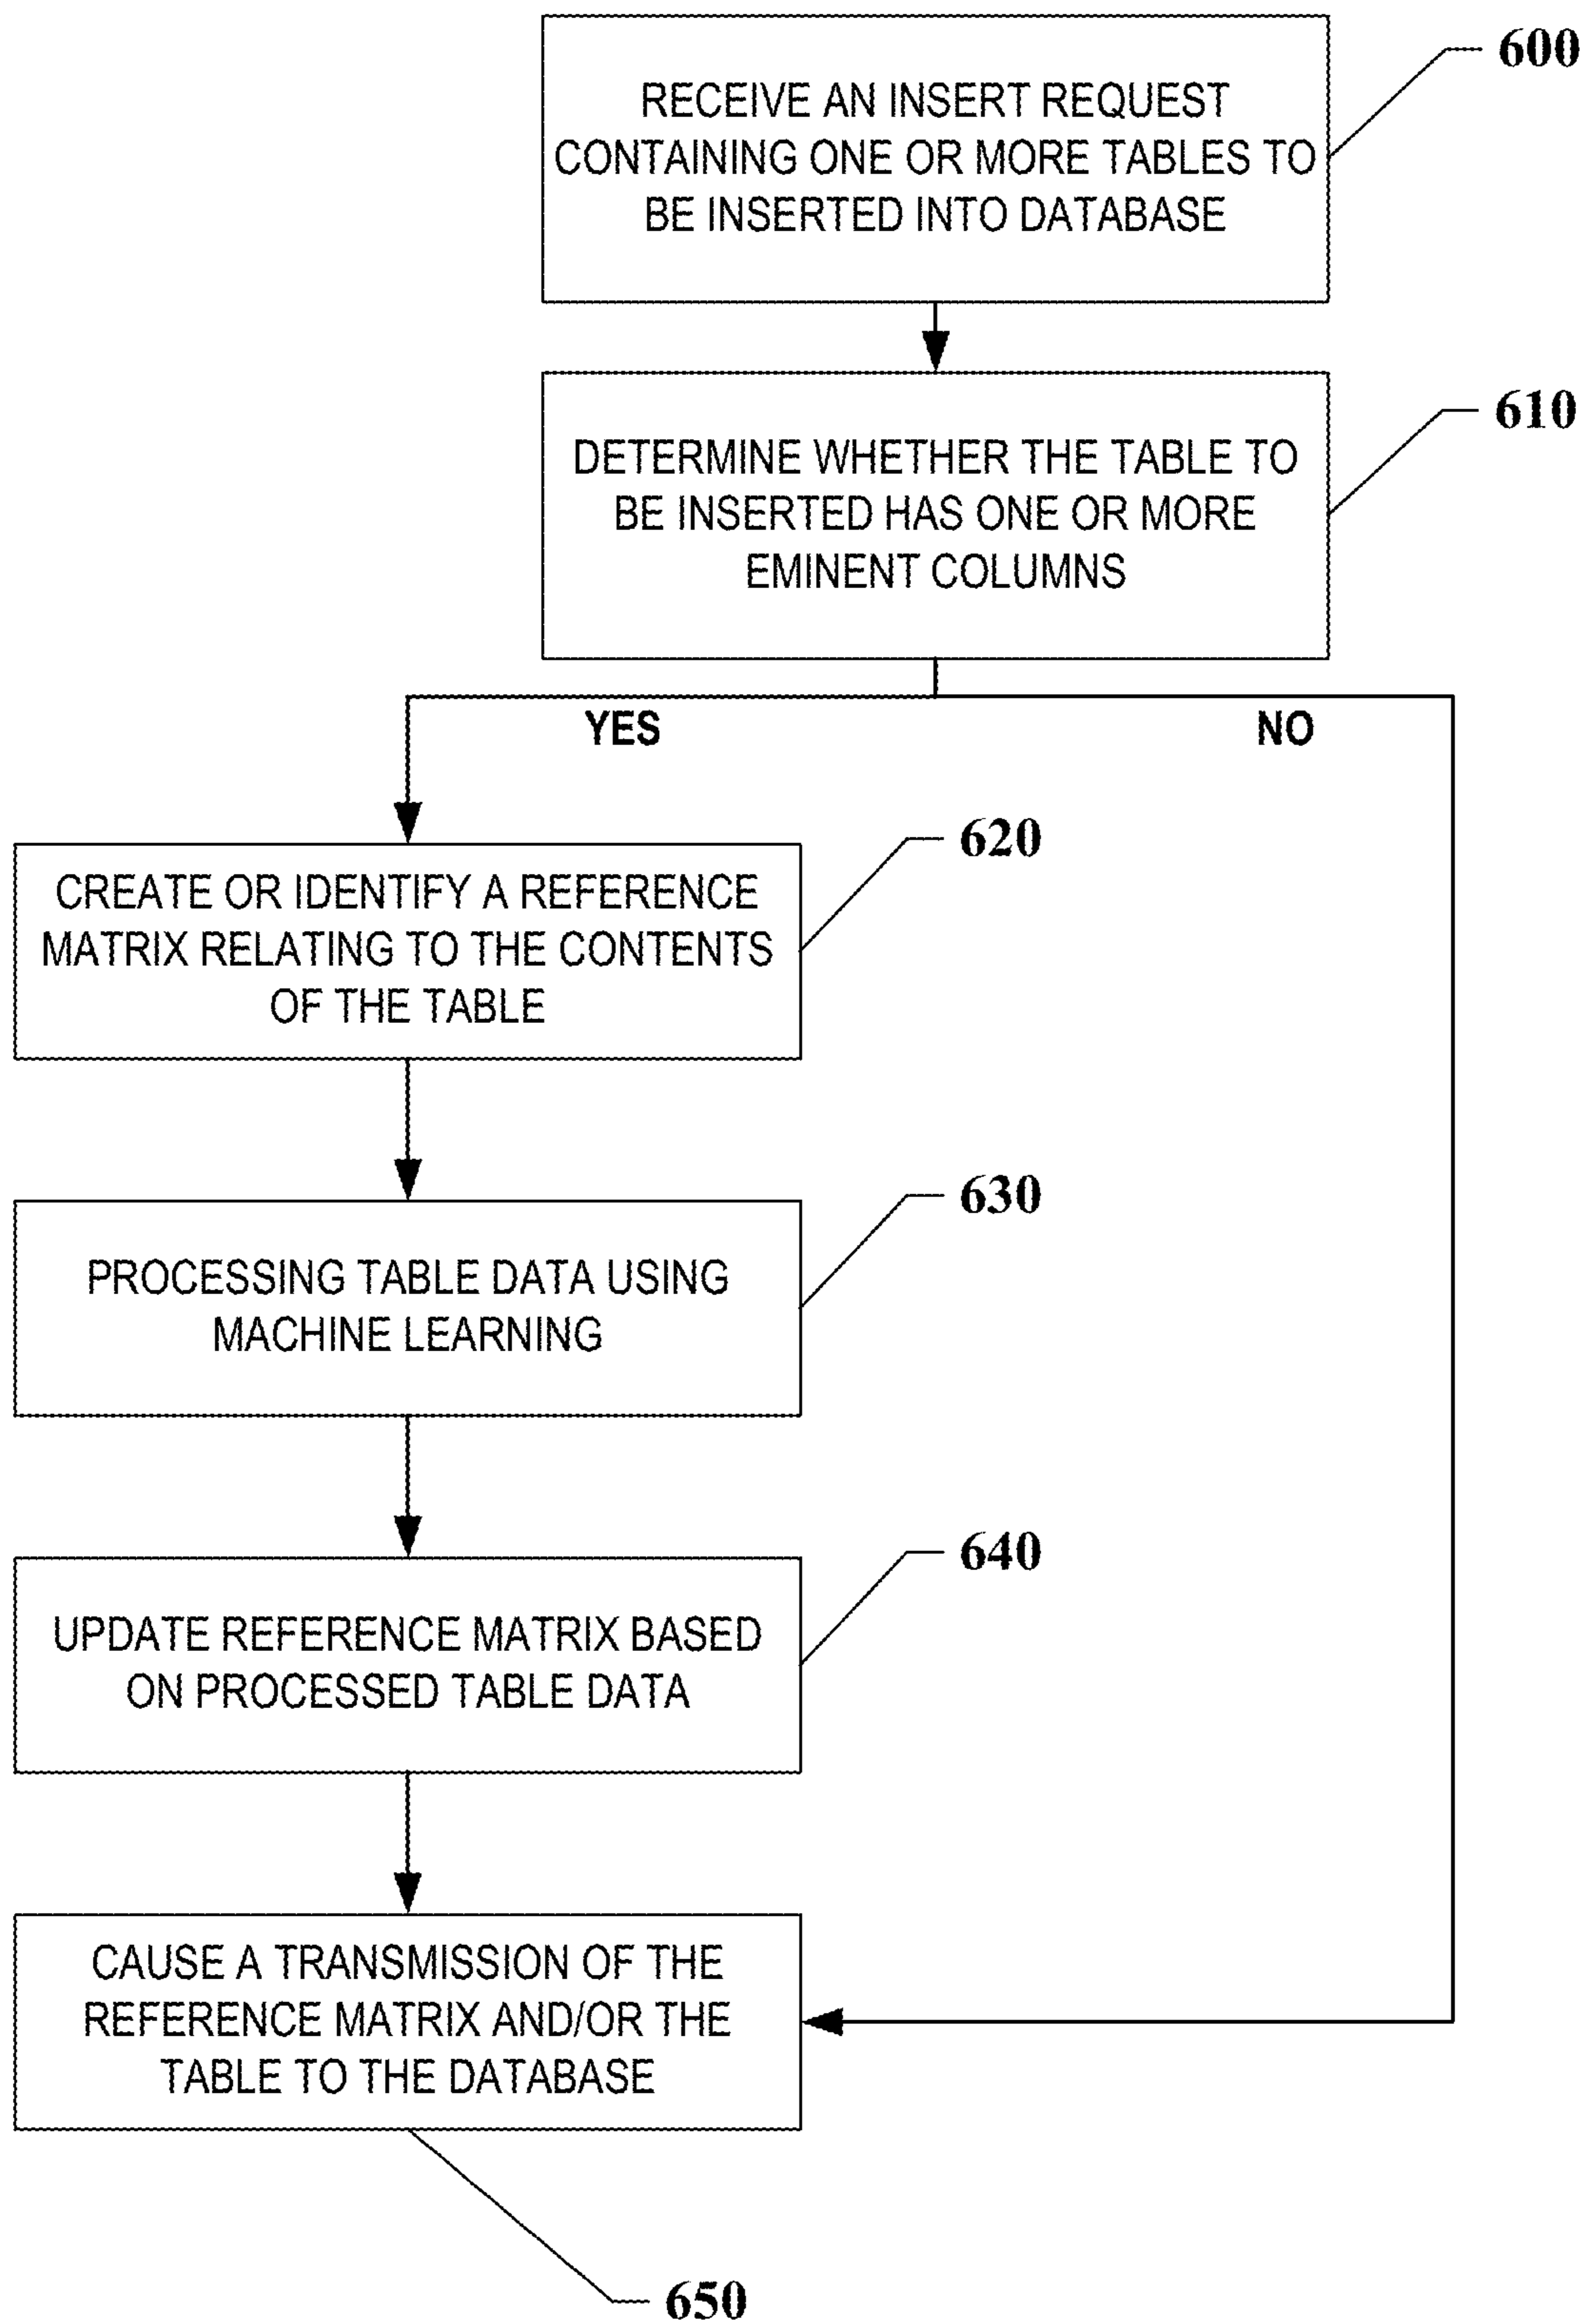 600
RECEIVE AN INSERT REQUEST
CONTAINING ONE OR MORE TABLES TO
BE INSERTED INTO DATABASE
610
DETERMINE WHETHER THE TABLE TO
BE INSERTED HAS ONE OR MORE
EMINENT COLUMNS
YES
NO
620
CREATE OR IDENTIFY A REFERENCE
MATRIX RELATING TO THE CONTENTS
OF THE TABLE
630
PROCESSING TABLE DATA USING
MACHINE LEARNING
640
UPDATE REFERENCE MATRIX BASED
ON PROCESSED TABLE DATA
CAUSE A TRANSMISSION OF THE
REFERENCE MATRIX AND/OR THE
TABLE TO THE DATABASE
650